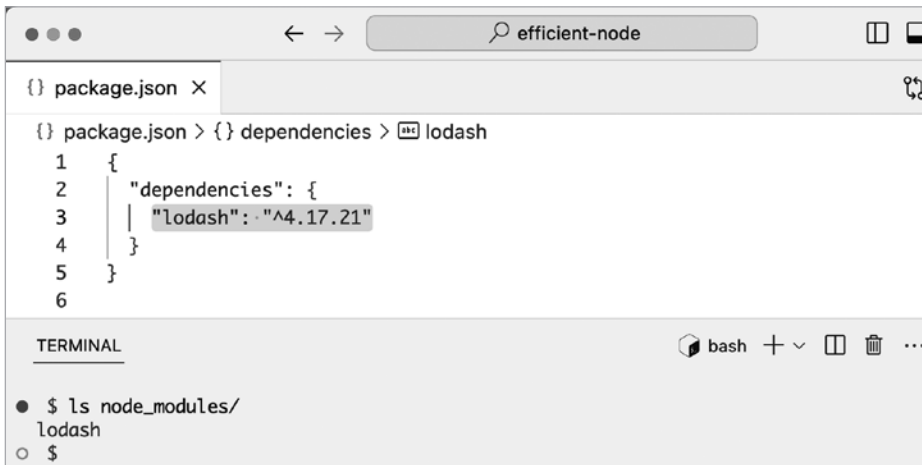 efficient-node
{} package.json ×
{} package.json > {} dependencies > abc lodash
1 {
2 "dependencies": {
3 "lodash":·"^4.17.21"
4 }
5 }
6
TERMINAL
bash
$ ls node_modules/
lodash
$